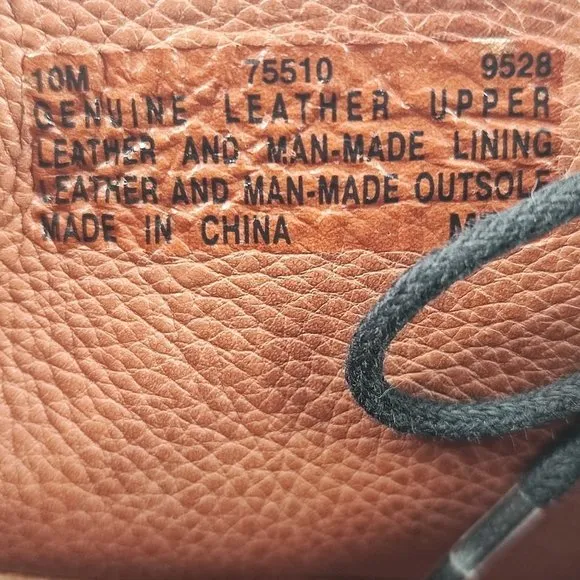 10M 75510 9528
GENUINE LEATHER UPPER
LEATHER AND MAN-MADE LINING
LEATHER AND MAN-MADE OUTSOLE
MADE IN CHINA